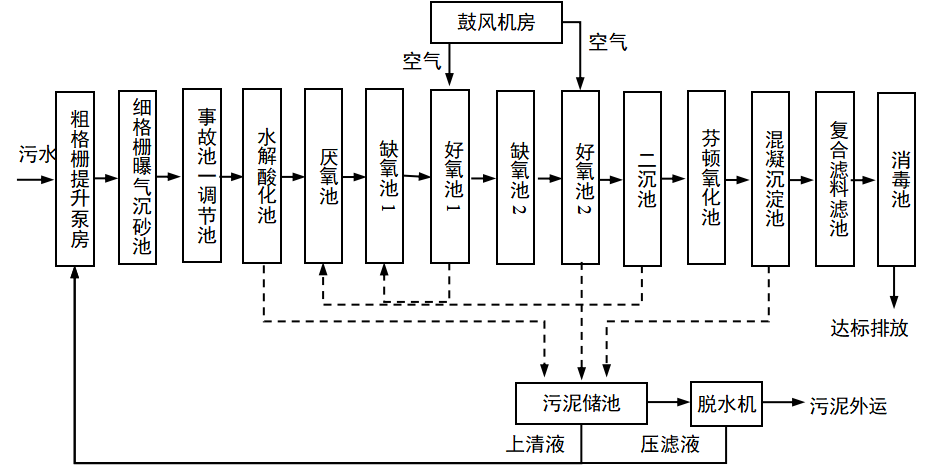 鼓风机房
空气
空气
污水
粗格栅提升泵房
细格栅曝气沉砂池
事故池—调节池
水解酸化池
厌氧池
缺氧池1
好氧池1
缺氧池2
好氧池2
二沉池
芬顿氧化池
混凝沉淀池
复合滤料滤池
消毒池
达标排放
污泥储池
脱水机
污泥外运
上清液
压滤液